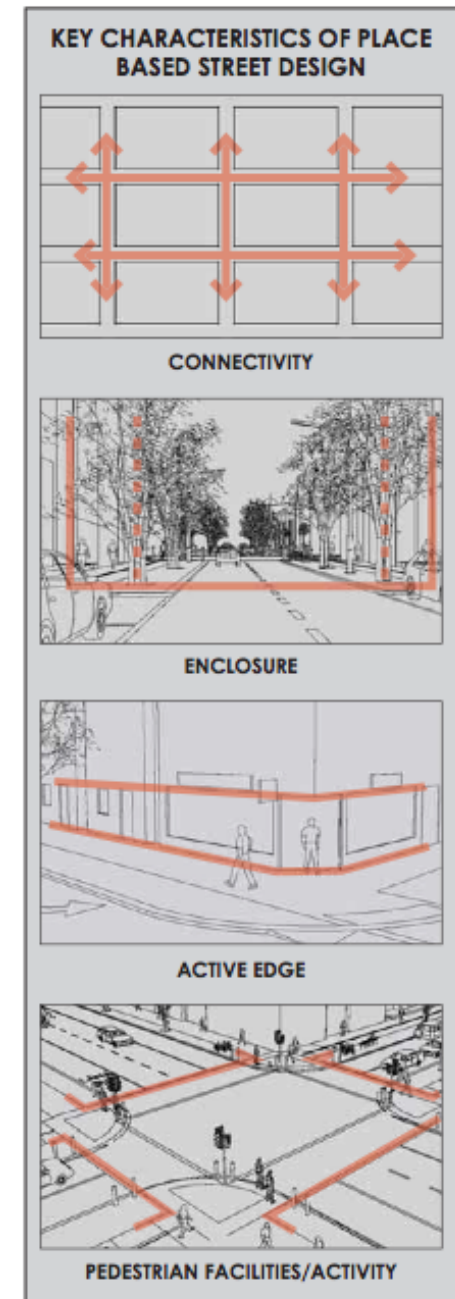 KEY CHARACTERISTICS OF PLACE
BASED STREET DESIGN
CONNECTIVITY
ENCLOSURE
ACTIVE EDGE
PEDESTRIAN FACILITIES/ACTIVITY